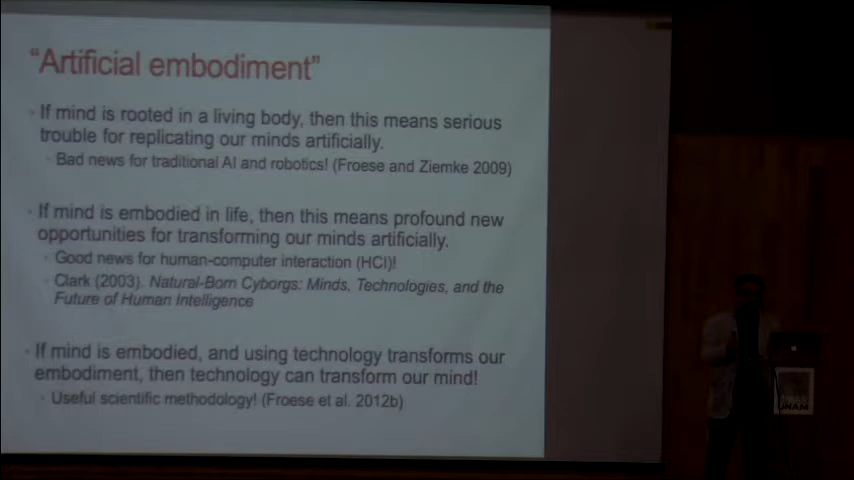 "Artificial embodiment"
If mind is rooted in a living body, then this means serious
trouble for replicating our minds artificially.
Bad news for traditional AI and robotics! (Froese and Ziemke 2009)
If mind is embodied in life, then this means profound new
opportunities for transforming our minds artificially.
Good news for human-computer interaction (HCI)!
Clark (2003). Natural-Born Cyborgs: Minds, Technologies, and the
Future of Human Intelligence
If mind is embodied, and using technology transforms our
embodiment, then technology can transform our mind!
Useful scientific methodology! (Froese et al. 2012b)
UNAM